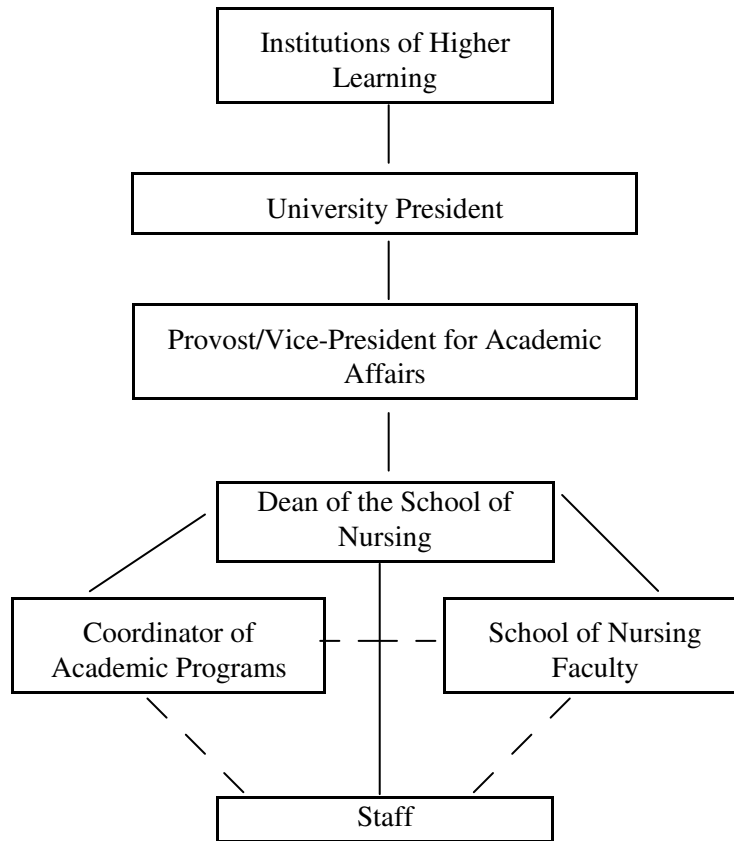 Institutions of Higher
Learning
University President
Provost/Vice-President for Academic
Affairs
Dean of the School of
Nursing
Coordinator of
Academic Programs
School of Nursing
Faculty
Staff